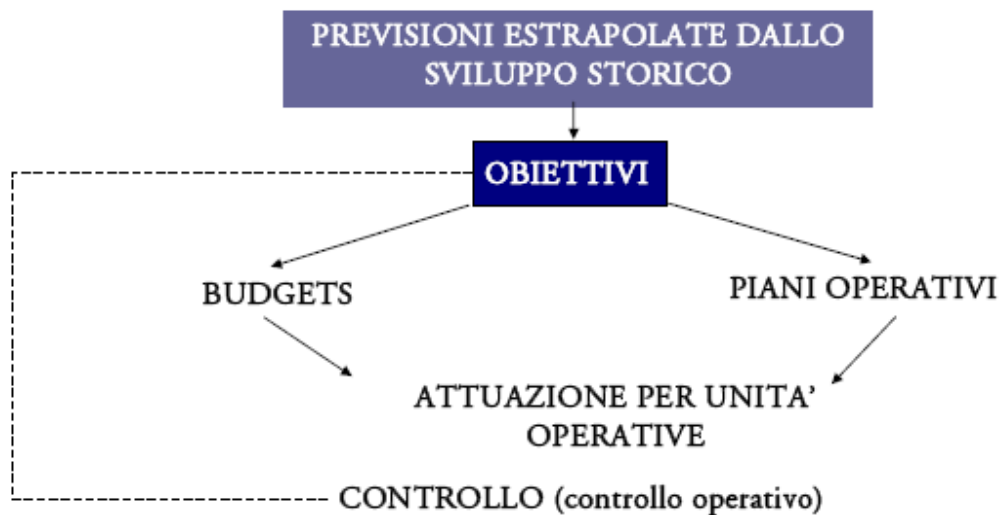 PREVISIONI ESTRAPOLATE DALLO
SVILUPPO STORICO
OBIETTIVI
BUDGETS
PIANI OPERATIVI
ATTUAZIONE PER UNITA'
OPERATIVE
CONTROLLO (controllo operativo)